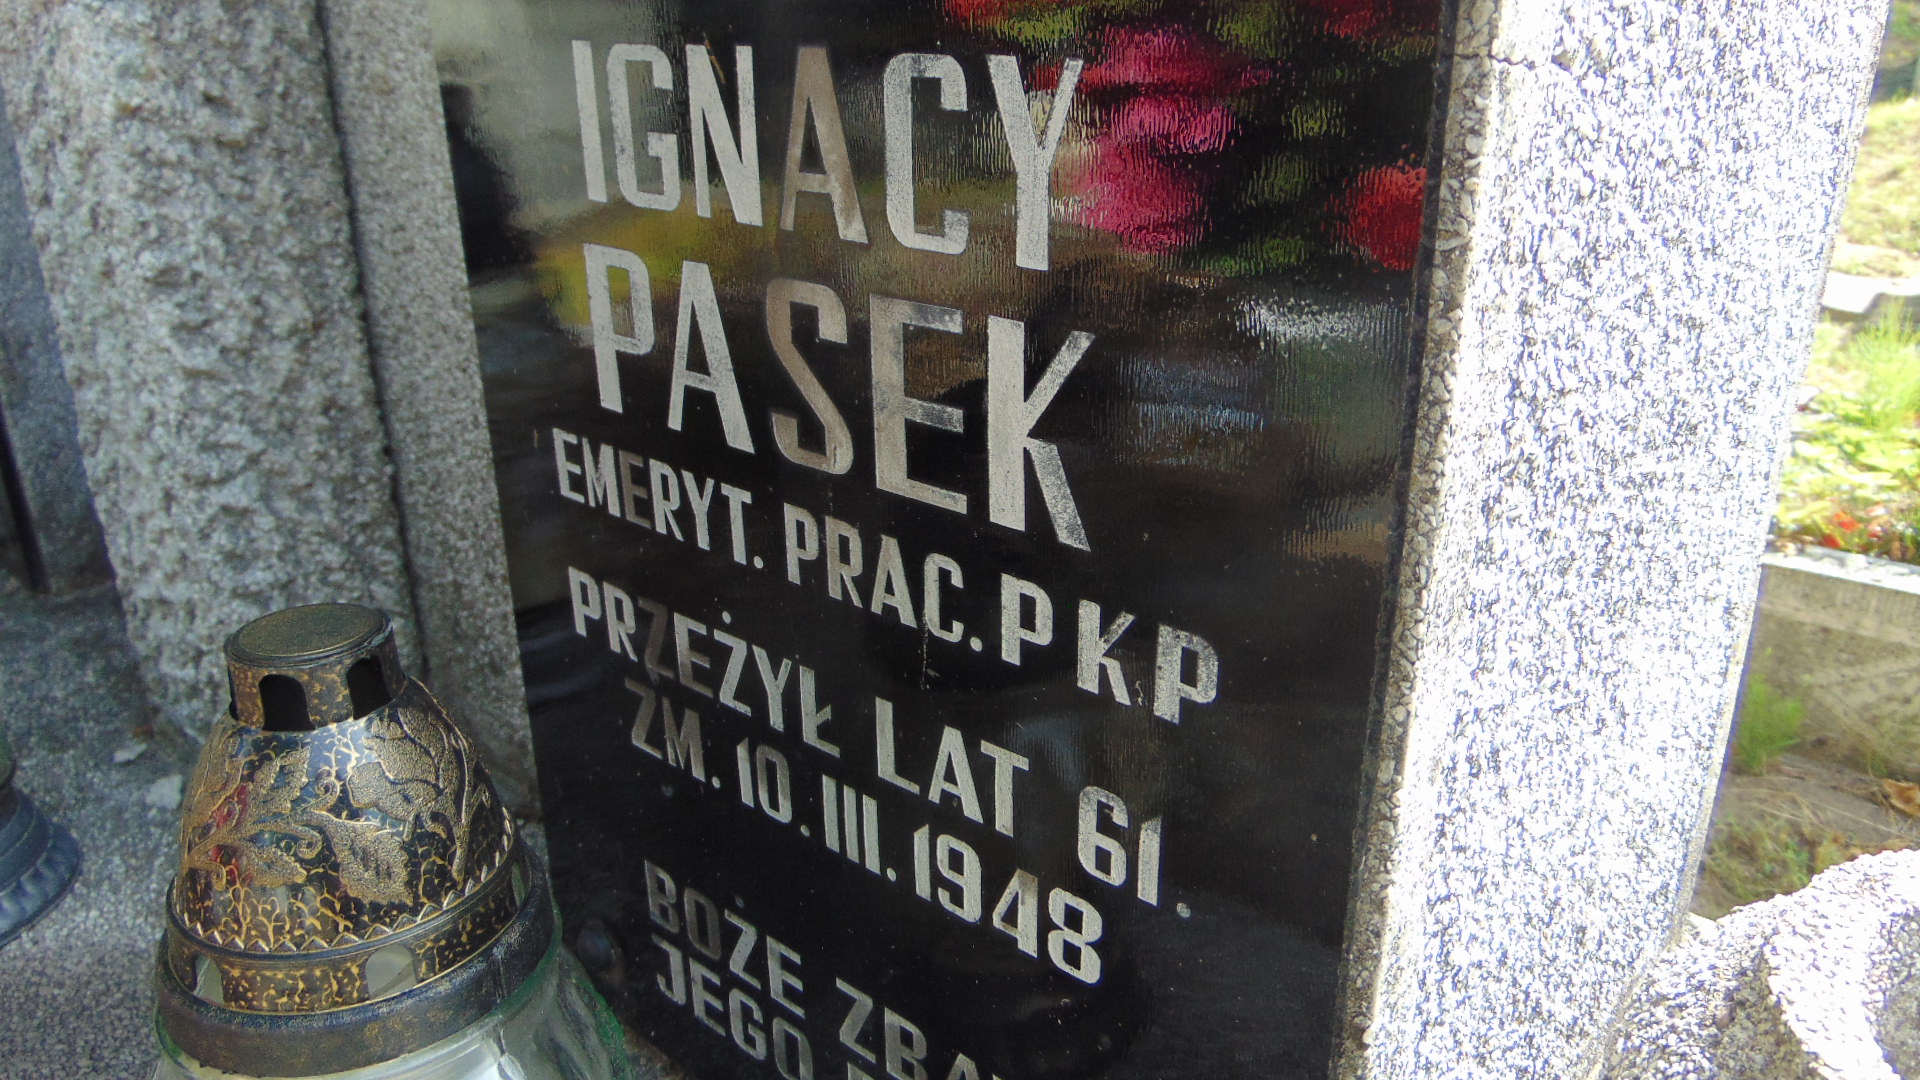 IGNACY
PASEK
EMERYT. PRAC. PKP
PRZEŻYŁ LAT 61.
ZM. 10. III. 1948
BOŻE
JEGO